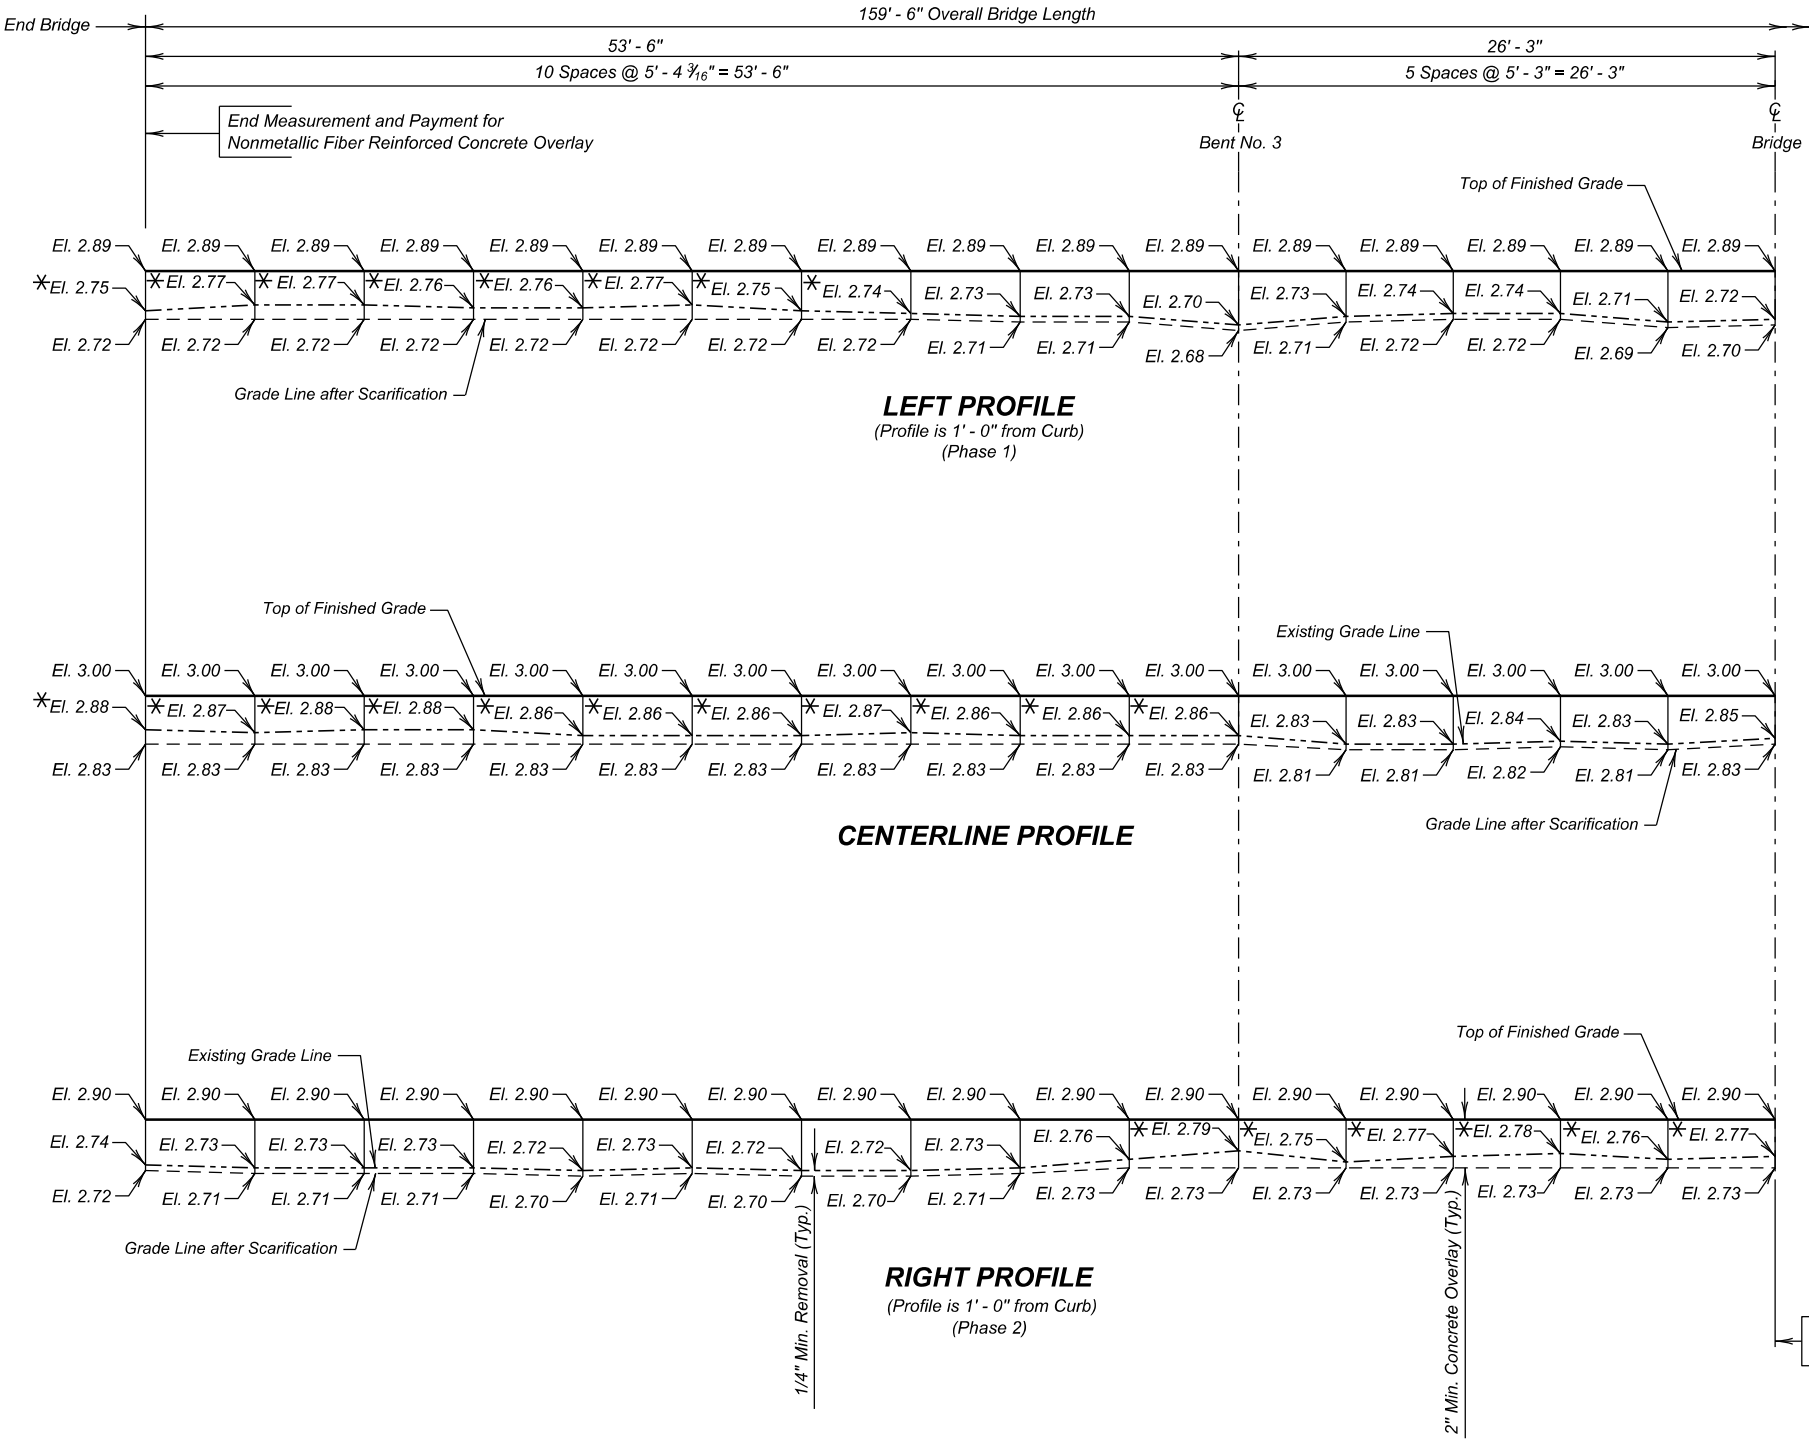 159' - 6" Overall Bridge Length
End Bridge
53' - 6" 26' - 3"
10 Spaces @ 5' - 4 3/16" = 53' - 6" 5 Spaces @ 5' - 3" = 26' - 3"
End Measurement and Payment for
Nonmetallic Fiber Reinforced Concrete Overlay
℄ ℄
Bent No. 3 Bridge
Top of Finished Grade
El. 2.89 El. 2.89 El. 2.89 El. 2.89 El. 2.89 El. 2.89 El. 2.89 El. 2.89 El. 2.89 El. 2.89 El. 2.89 El. 2.89 El. 2.89 El. 2.89 El. 2.89 El. 2.89
*El. 2.75 *El. 2.77 *El. 2.77 *El. 2.76 *El. 2.76 *El. 2.77 *El. 2.75 *El. 2.74 El. 2.73 El. 2.73 El. 2.70 El. 2.73 El. 2.74 El. 2.74 El. 2.71 El. 2.72
El. 2.72 El. 2.72 El. 2.72 El. 2.72 El. 2.72 El. 2.72 El. 2.72 El. 2.72 El. 2.71 El. 2.71 El. 2.68 El. 2.71 El. 2.72 El. 2.72 El. 2.69 El. 2.70
Grade Line after Scarification
LEFT PROFILE
(Profile is 1' - 0" from Curb)
(Phase 1)
Top of Finished Grade
Existing Grade Line
El. 3.00 El. 3.00 El. 3.00 El. 3.00 El. 3.00 El. 3.00 El. 3.00 El. 3.00 El. 3.00 El. 3.00 El. 3.00 El. 3.00 El. 3.00 El. 3.00 El. 3.00 El. 3.00
*El. 2.88 *El. 2.87 *El. 2.88 *El. 2.88 *El. 2.86 *El. 2.86 *El. 2.86 *El. 2.87 *El. 2.86 *El. 2.86 *El. 2.86 El. 2.83 El. 2.83 El. 2.84 El. 2.83 El. 2.85
El. 2.83 El. 2.83 El. 2.83 El. 2.83 El. 2.83 El. 2.83 El. 2.83 El. 2.83 El. 2.83 El. 2.83 El. 2.83 El. 2.81 El. 2.81 El. 2.82 El. 2.81 El. 2.83
Grade Line after Scarification
CENTERLINE PROFILE
Top of Finished Grade
Existing Grade Line
El. 2.90 El. 2.90 El. 2.90 El. 2.90 El. 2.90 El. 2.90 El. 2.90 El. 2.90 El. 2.90 El. 2.90 El. 2.90 El. 2.90 El. 2.90 El. 2.90 El. 2.90 El. 2.90
El. 2.74 El. 2.73 El. 2.73 El. 2.73 El. 2.72 El. 2.73 El. 2.72 El. 2.72 El. 2.73 El. 2.76 *El. 2.79 *El. 2.75 *El. 2.77 *El. 2.78 *El. 2.76 *El. 2.77
El. 2.72 El. 2.71 El. 2.71 El. 2.71 El. 2.70 El. 2.71 El. 2.70 El. 2.70 El. 2.71 El. 2.73 El. 2.73 El. 2.73 El. 2.73 El. 2.73 El. 2.73 El. 2.73
Grade Line after Scarification
1/4" Min. Removal (Typ.)
2" Min. Concrete Overlay (Typ.)
RIGHT PROFILE
(Profile is 1' - 0" from Curb)
(Phase 2)